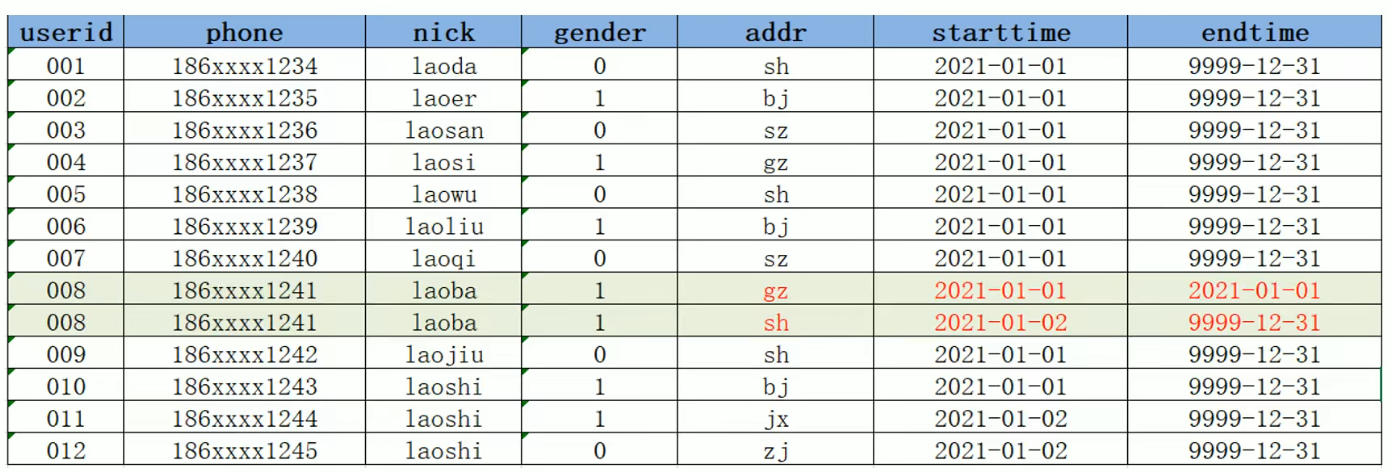 userid phone nick gender addr starttime endtime
001 186xxxx1234 laoda 0 sh 2021-01-01 9999-12-31
002 186xxxx1235 laoer 1 bj 2021-01-01 9999-12-31
003 186xxxx1236 laosan 0 sz 2021-01-01 9999-12-31
004 186xxxx1237 laosi 1 gz 2021-01-01 9999-12-31
005 186xxxx1238 laowu 0 sh 2021-01-01 9999-12-31
006 186xxxx1239 laoliu 1 bj 2021-01-01 9999-12-31
007 186xxxx1240 laoqi 0 sz 2021-01-01 9999-12-31
008 186xxxx1241 laoba 1 gz 2021-01-01 2021-01-01
008 186xxxx1241 laoba 1 sh 2021-01-02 9999-12-31
009 186xxxx1242 laojiu 0 sh 2021-01-01 9999-12-31
010 186xxxx1243 laoshi 1 bj 2021-01-01 9999-12-31
011 186xxxx1244 laoshi 1 jx 2021-01-02 9999-12-31
012 186xxxx1245 laoshi 0 zj 2021-01-02 9999-12-31